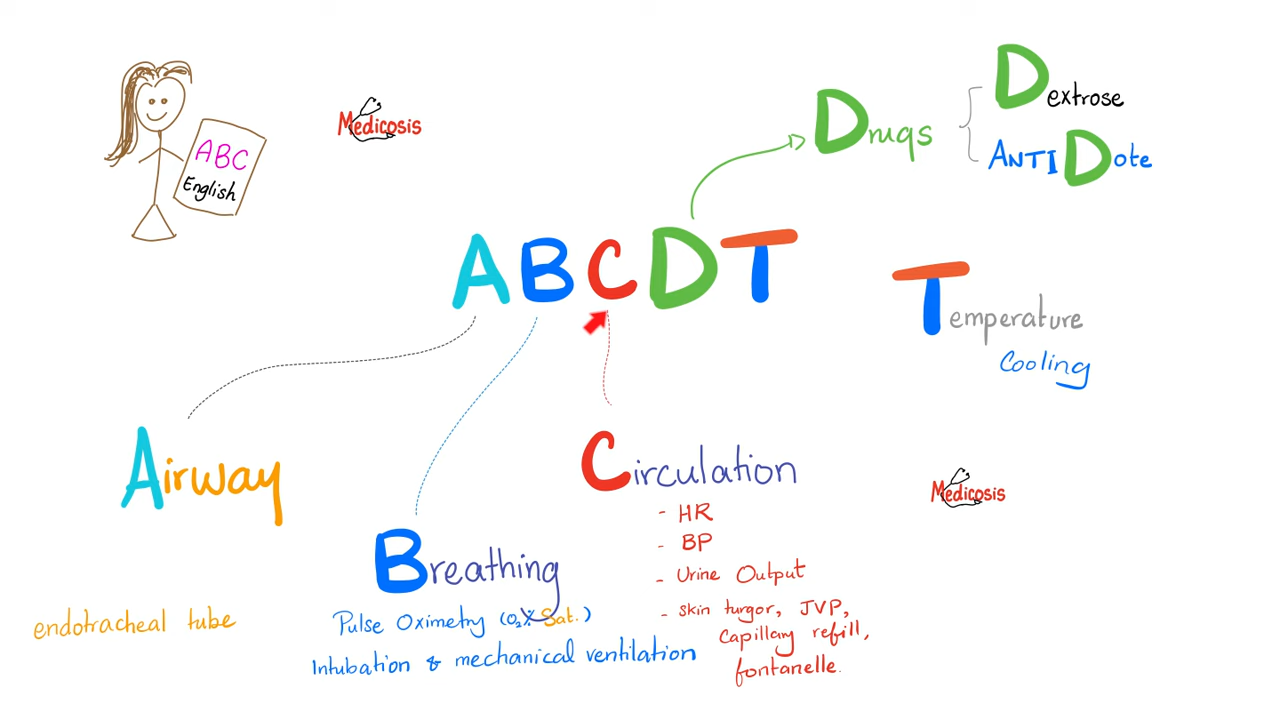 ABC
English
Medicosis
Drugs
Dextrose
ANTIDote
ABCDT
Temperature
Cooling
Airway
endotracheal tube
Breathing
Pulse Oximetry (O₂% Sat.)
Intubation & mechanical ventilation
Circulation
- HR
- BP
- Urine Output
- Skin turgor, JVP,
Capillary refill,
fontanelle.
Medicosis